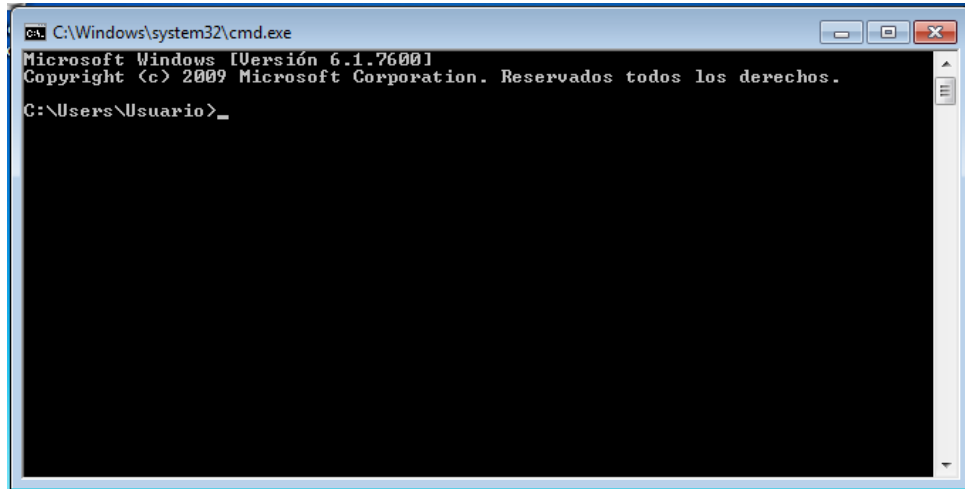 C:\Windows\system32\cmd.exe
Microsoft Windows [Versión 6.1.7600]
Copyright (c) 2009 Microsoft Corporation. Reservados todos los derechos.
C:\Users\Usuario>_